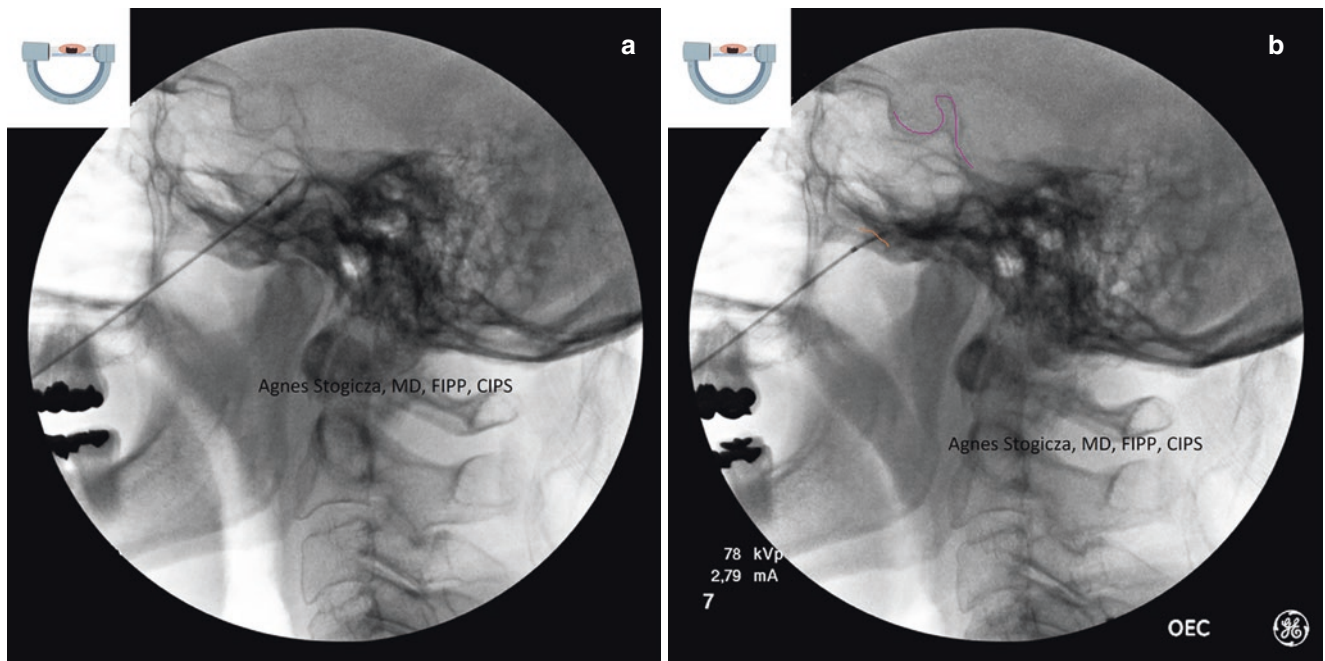 a
Agnes Stogicza, MD, FIPP, CIPS
b
Agnes Stogicza, MD, FIPP, CIPS
78 kVp
2,79 mA
7
OEC